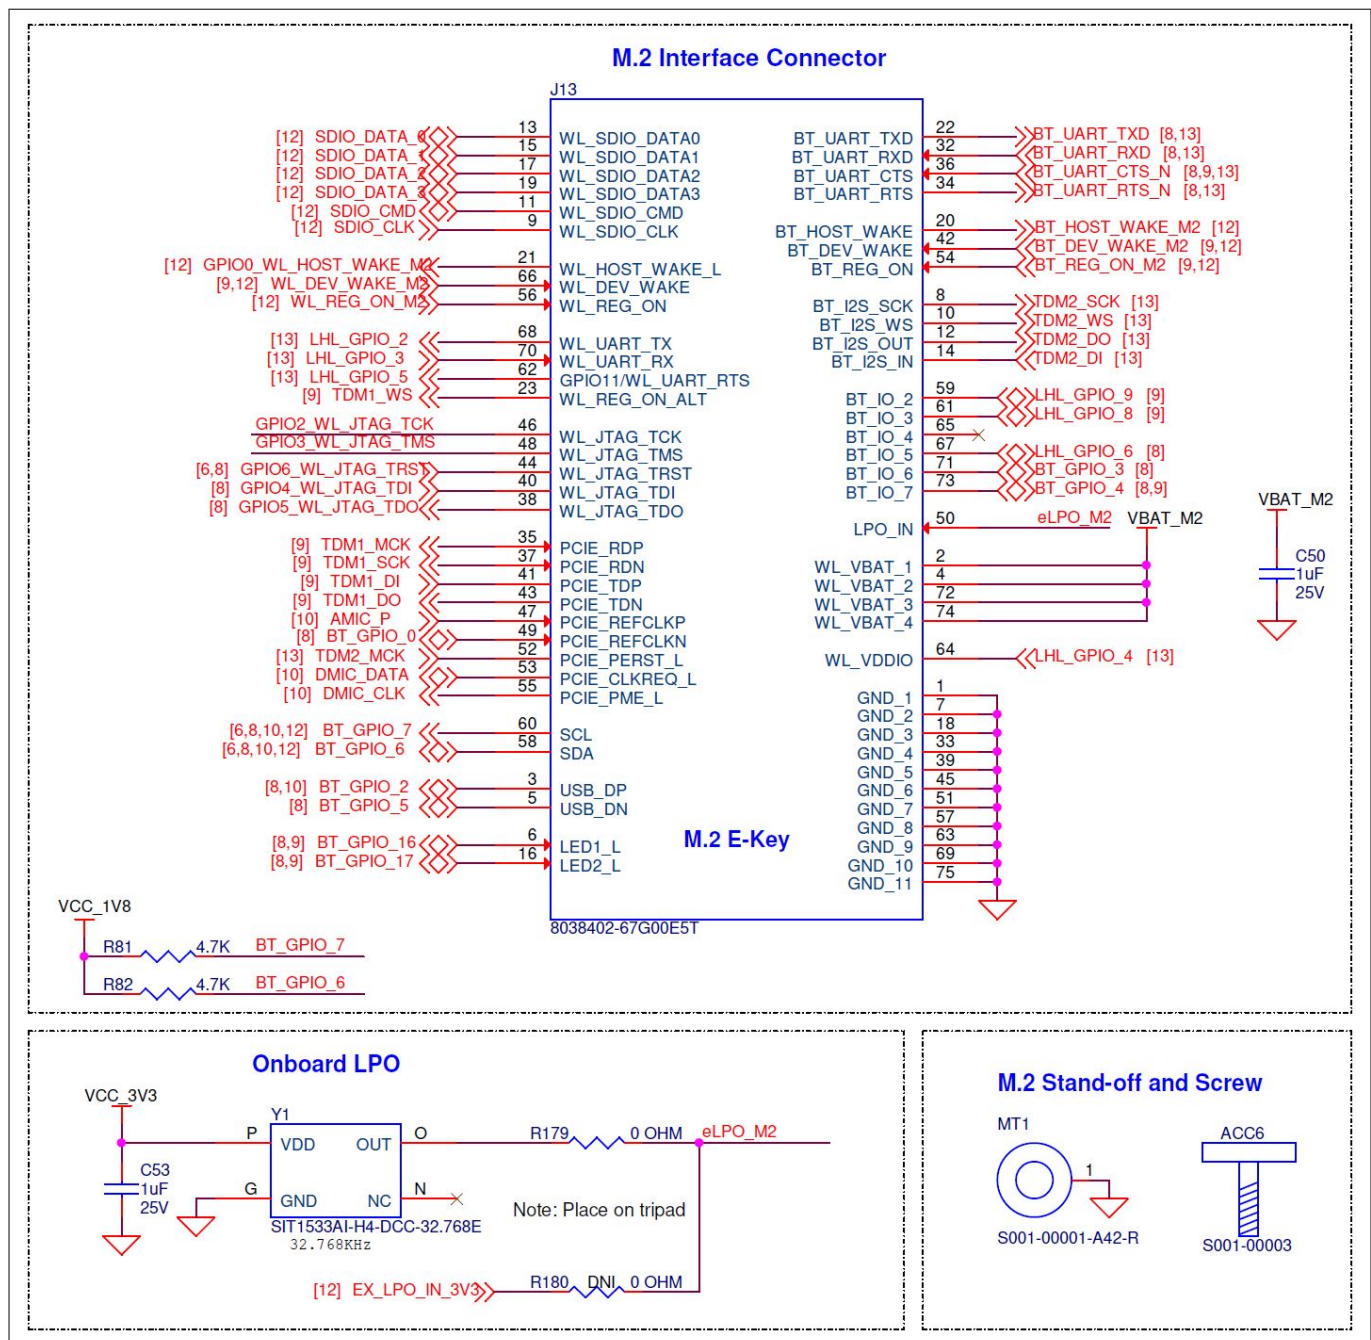 M.2 Interface Connector
J13
[12] SDIO_DATA_0 13 WL_SDIO_DATA0
[12] SDIO_DATA_1 15 WL_SDIO_DATA1
[12] SDIO_DATA_2 17 WL_SDIO_DATA2
[12] SDIO_DATA_3 19 WL_SDIO_DATA3
[12] SDIO_CMD 11 WL_SDIO_CMD
[12] SDIO_CLK 9 WL_SDIO_CLK
[12] GPIO0_WL_HOST_WAKE_M2 21 WL_HOST_WAKE_L
[9,12] WL_DEV_WAKE_M2 66 WL_DEV_WAKE
[12] WL_REG_ON_M2 56 WL_REG_ON
[13] LHL_GPIO_2 68 WL_UART_TX
[13] LHL_GPIO_3 70 WL_UART_RX
[13] LHL_GPIO_5 62 GPIO11/WL_UART_RTS
[9] TDM1_WS 23 WL_REG_ON_ALT
GPIO2_WL_JTAG_TCK 46 WL_JTAG_TCK
GPIO3_WL_JTAG_TMS 48 WL_JTAG_TMS
[6,8] GPIO6_WL_JTAG_TRST 44 WL_JTAG_TRST
[8] GPIO4_WL_JTAG_TDI 40 WL_JTAG_TDI
[8] GPIO5_WL_JTAG_TDO 38 WL_JTAG_TDO
[9] TDM1_MCK 35 PCIE_RDP
[9] TDM1_SCK 37 PCIE_RDN
[9] TDM1_DI 41 PCIE_TDP
[9] TDM1_DO 43 PCIE_TDN
[10] AMIC_P 47 PCIE_REFCLKP
[8] BT_GPIO_0 49 PCIE_REFCLKN
[13] TDM2_MCK 52 PCIE_PERST_L
[10] DMIC_DATA 53 PCIE_CLKREQ_L
[10] DMIC_CLK 55 PCIE_PME_L
[6,8,10,12] BT_GPIO_7 60 SCL
[6,8,10,12] BT_GPIO_6 58 SDA
[8,10] BT_GPIO_2 3 USB_DP
[8] BT_GPIO_5 5 USB_DN
[8,9] BT_GPIO_16 6 LED1_L
[8,9] BT_GPIO_17 16 LED2_L
BT_UART_TXD 22 BT_UART_TXD [8,13]
BT_UART_RXD 32 BT_UART_RXD [8,13]
BT_UART_CTS 36 BT_UART_CTS_N [8,9,13]
BT_UART_RTS 34 BT_UART_RTS_N [8,13]
BT_HOST_WAKE 20 BT_HOST_WAKE_M2 [12]
BT_DEV_WAKE 42 BT_DEV_WAKE_M2 [9,12]
BT_REG_ON 54 BT_REG_ON_M2 [9,12]
BT_I2S_SCK 8 TDM2_SCK [13]
BT_I2S_WS 10 TDM2_WS [13]
BT_I2S_OUT 12 TDM2_DO [13]
BT_I2S_IN 14 TDM2_DI [13]
BT_IO_2 59 LHL_GPIO_9 [9]
BT_IO_3 61 LHL_GPIO_8 [9]
BT_IO_4 65
BT_IO_5 67 LHL_GPIO_6 [8]
BT_IO_6 71 BT_GPIO_3 [8]
BT_IO_7 73 BT_GPIO_4 [8,9]
LPO_IN 50 eLPO_M2
VBAT_M2
WL_VBAT_1 2
WL_VBAT_2 4
WL_VBAT_3 72
WL_VBAT_4 74
WL_VDDIO 64 LHL_GPIO_4 [13]
GND_1 1
GND_2 7
GND_3 18
GND_4 33
GND_5 39
GND_6 45
GND_7 51
GND_8 57
GND_9 63
GND_10 69
GND_11 75
M.2 E-Key
8038402-67G00E5T
VBAT_M2
C50
1uF
25V
VCC_1V8
R81 4.7K BT_GPIO_7
R82 4.7K BT_GPIO_6
Onboard LPO
VCC_3V3
C53
1uF
25V
Y1
P VDD OUT O
G GND NC N
SIT1533AI-H4-DCC-32.768E
32.768KHz
R179 0 OHM eLPO_M2
Note: Place on tripad
[12] EX_LPO_IN_3V3 R180 DNI 0 OHM
M.2 Stand-off and Screw
MT1
1
S001-00001-A42-R
ACC6
S001-00003